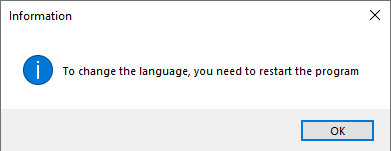 Information
To change the language, you need to restart the program
OK